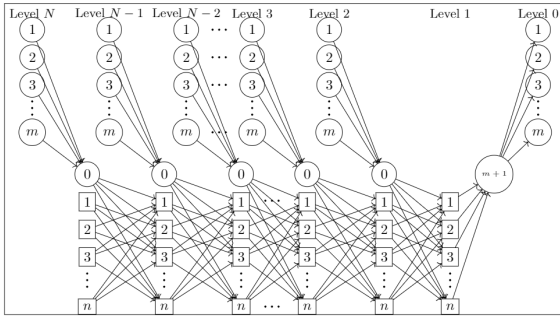 Level N Level N − 1 Level N − 2 Level 3 Level 2 Level 1 Level 0
1 1 1 ··· 1 1 1
2 2 2 ··· 2 2 2
3 3 3 ··· 3 3 3
⋮ ⋮ ⋮ ⋮ ⋮ ⋮
m m m ··· m m m
0 0 0 0 0 m + 1
1 1 1 ··· 1 1 1
2 2 2 2 2 2
3 3 3 3 3 3
⋮ ⋮ ⋮ ⋮ ⋮ ⋮
n n n ··· n n n